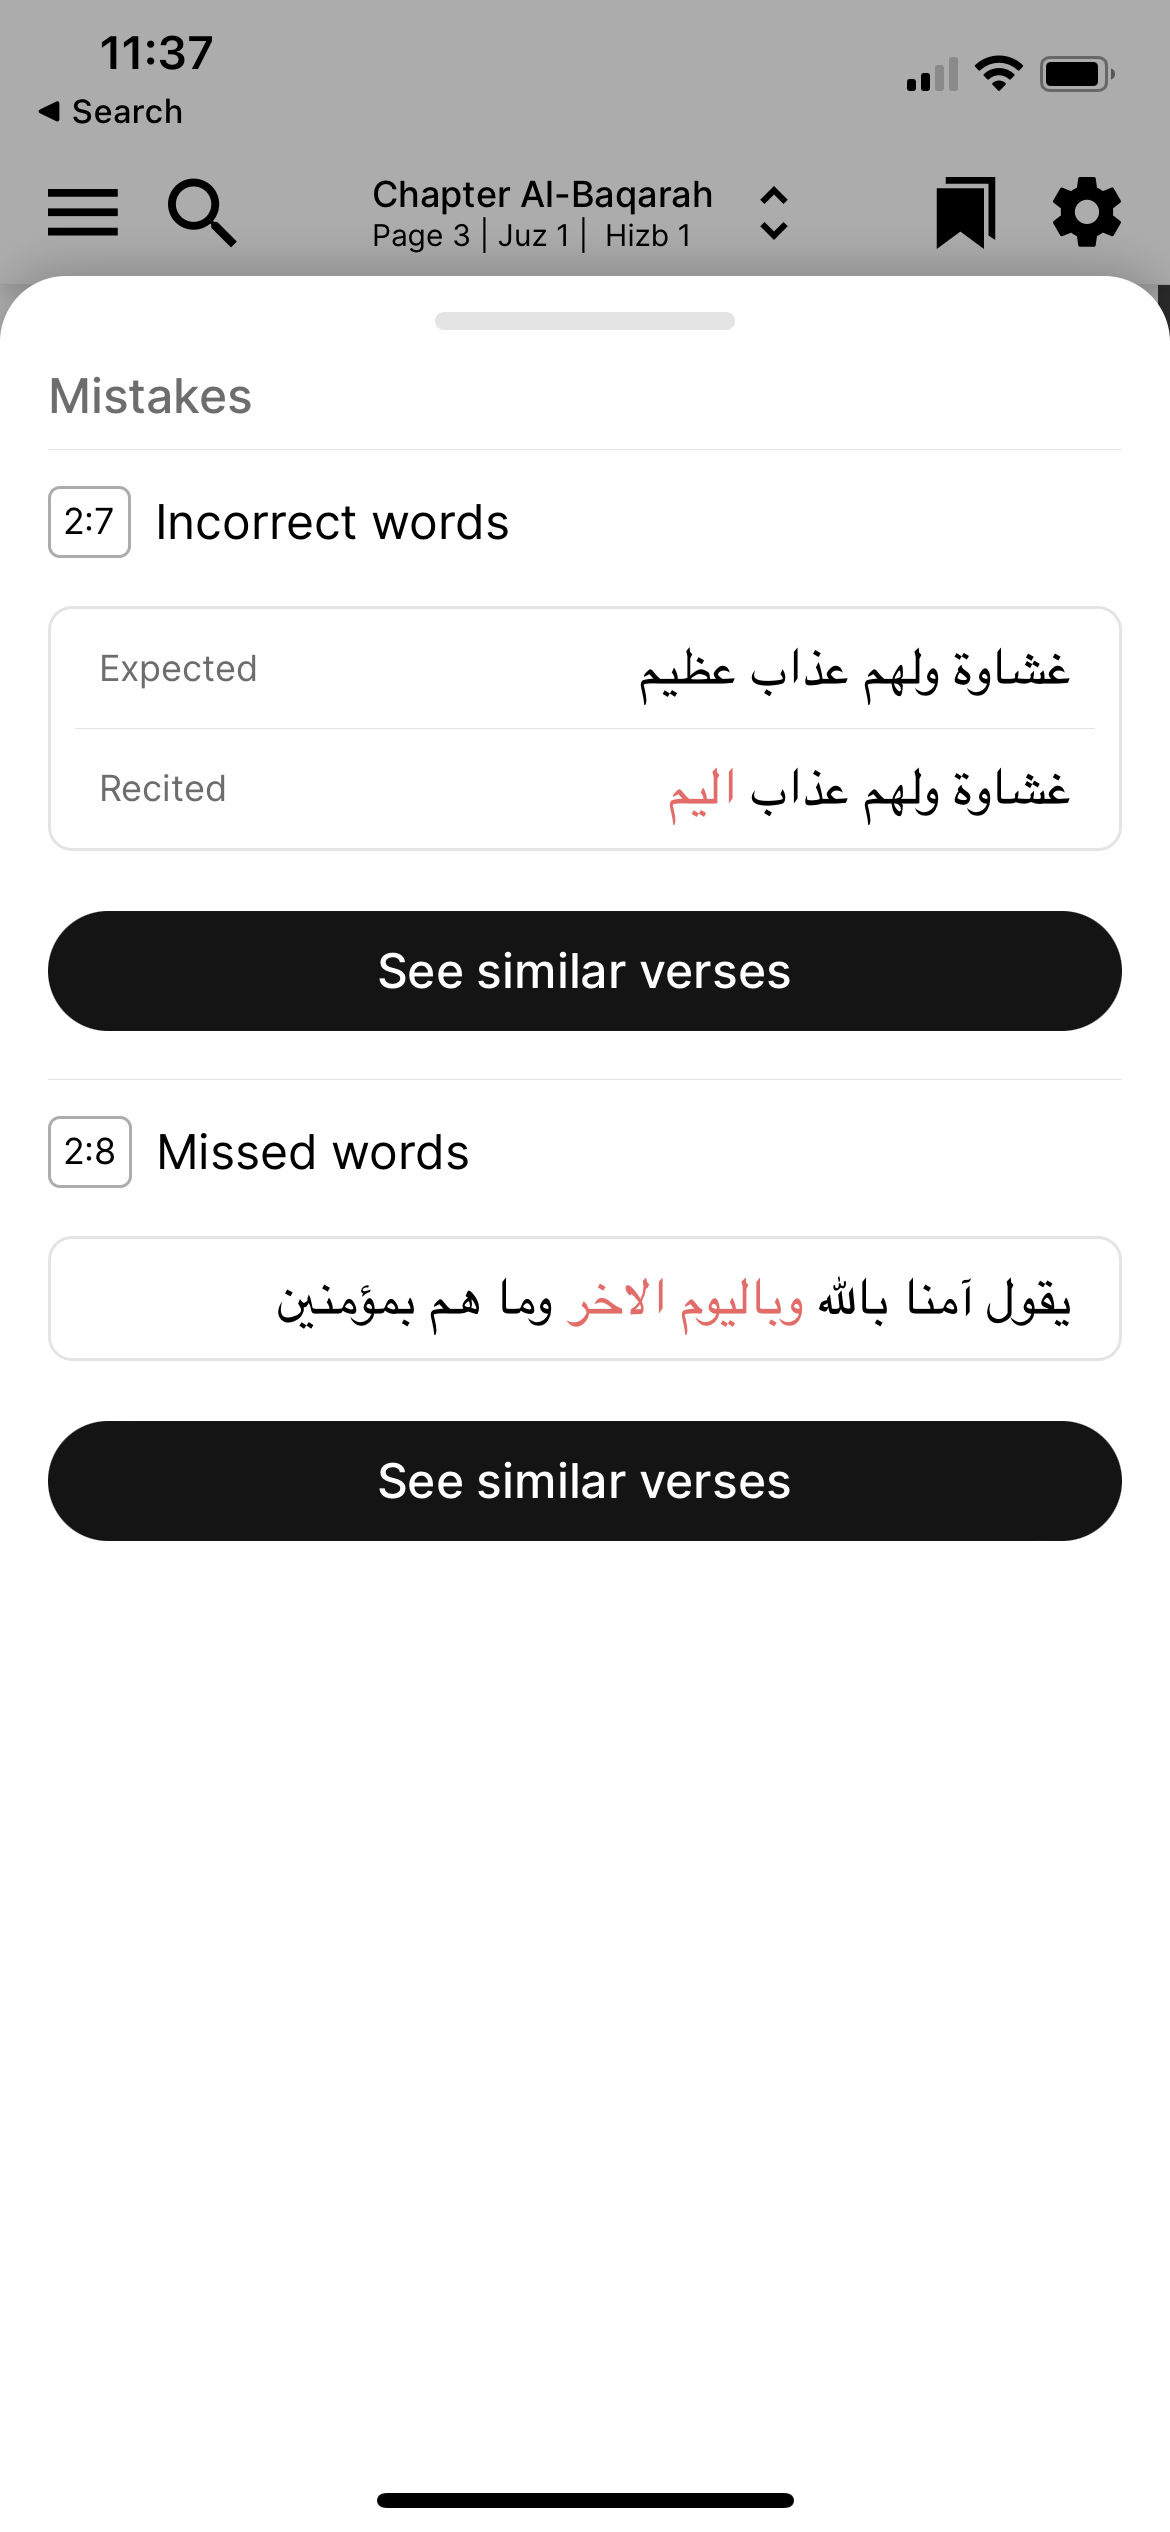 11:37
Search
Chapter Al-Baqarah
Page 3 | Juz 1 | Hizb 1
Mistakes
2:7 Incorrect words
Expected غشاوة ولهم عذاب عظيم
Recited غشاوة ولهم عذاب اليم
See similar verses
2:8 Missed words
يقول آمنا بالله وباليوم الاخر وما هم بمؤمنين
See similar verses